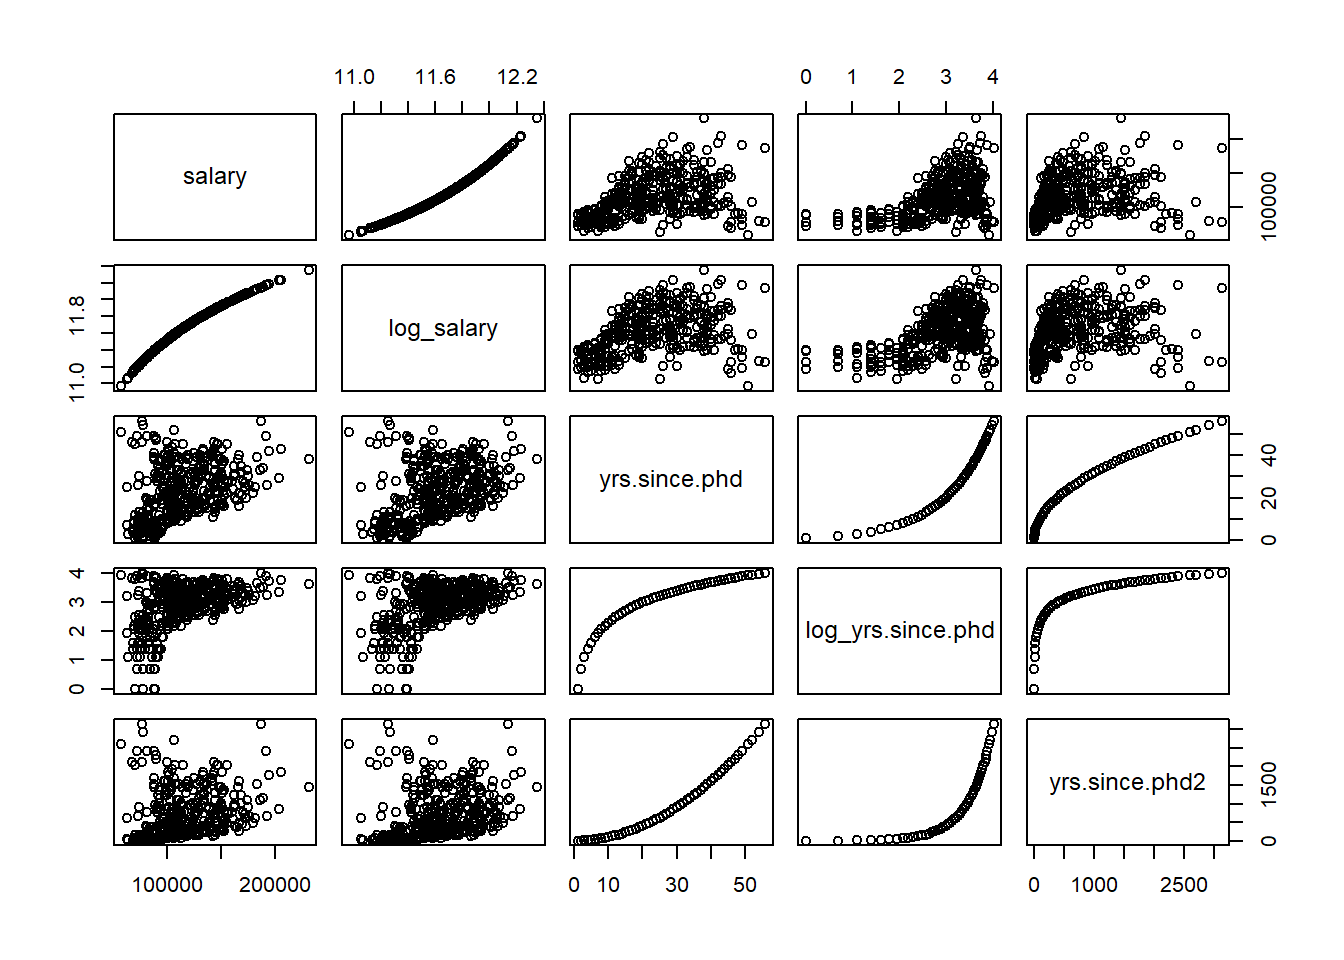 11.0 11.6 12.2 0 1 2 3 4
salary
100000
11.0 11.8
log_salary
yrs.since.phd
0 20 40
0 1 2 3 4
log_yrs.since.phd
yrs.since.phd2
0 1500
100000 200000 0 10 30 50 0 1000 2500